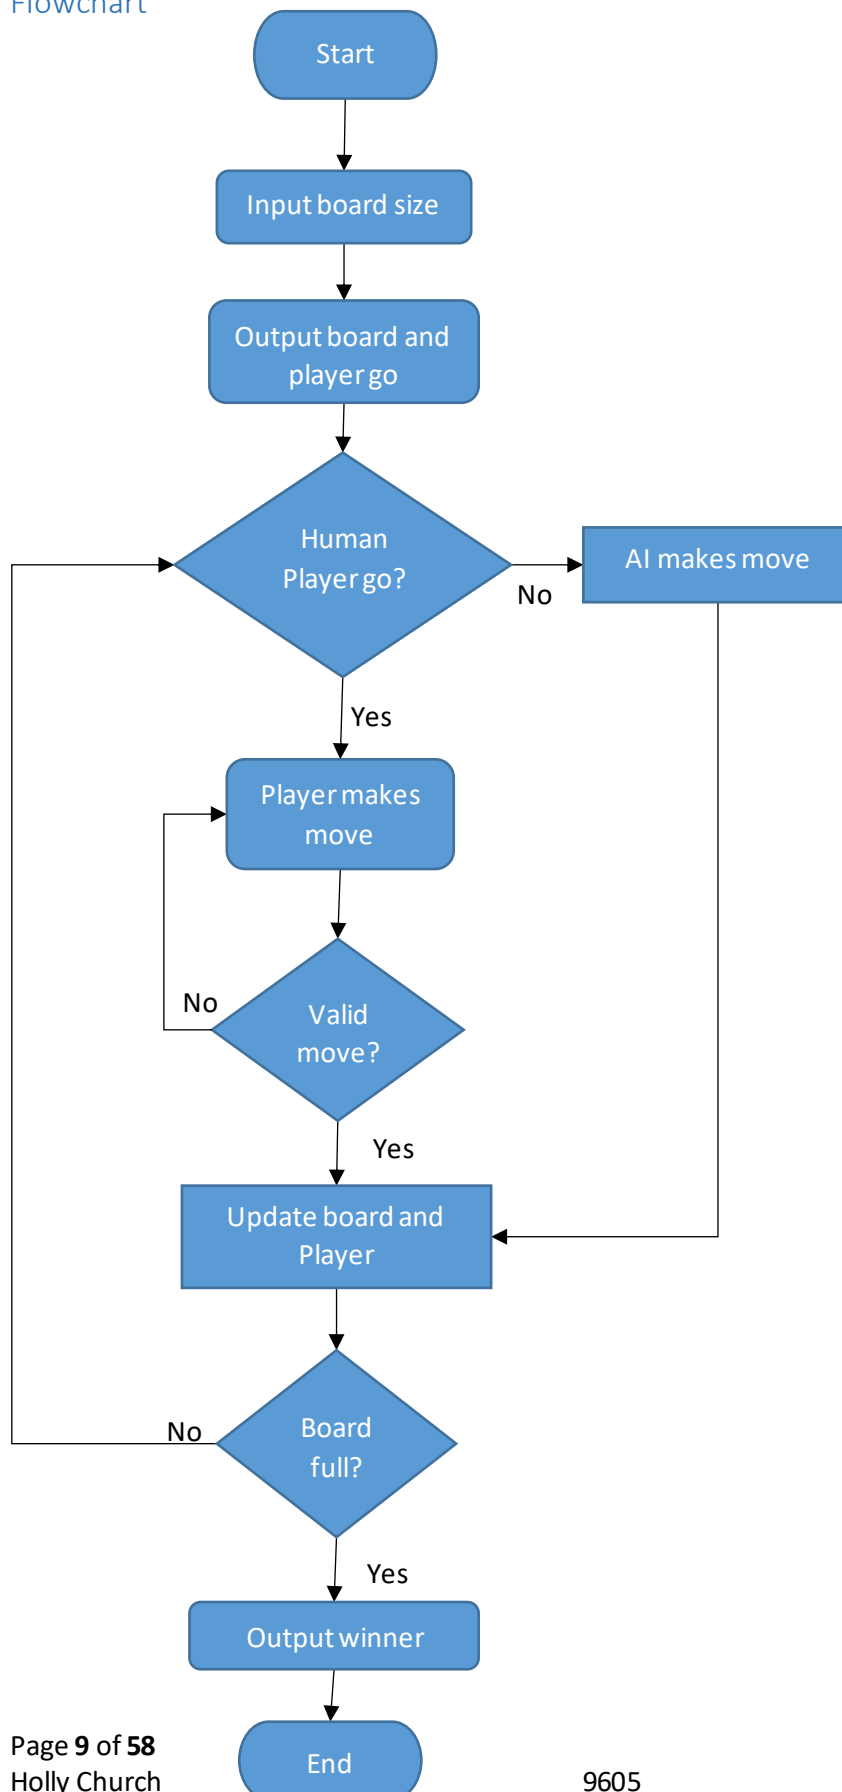 Flowchart
Start
Input board size
Output board and
player go
Human
Player go?
AI makes move
No
Yes
Player makes
move
No
Valid
move?
Yes
Update board and
Player
No
Board
full?
Yes
Output winner
End
Page 9 of 58
Holly Church
9605